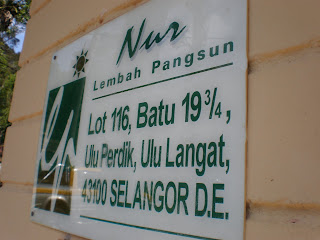 Nur
Lembah Pangsun
Lot 116, Batu 19 3/4,
Ulu Perdik, Ulu Langat,
43100 SELANGOR D.E.